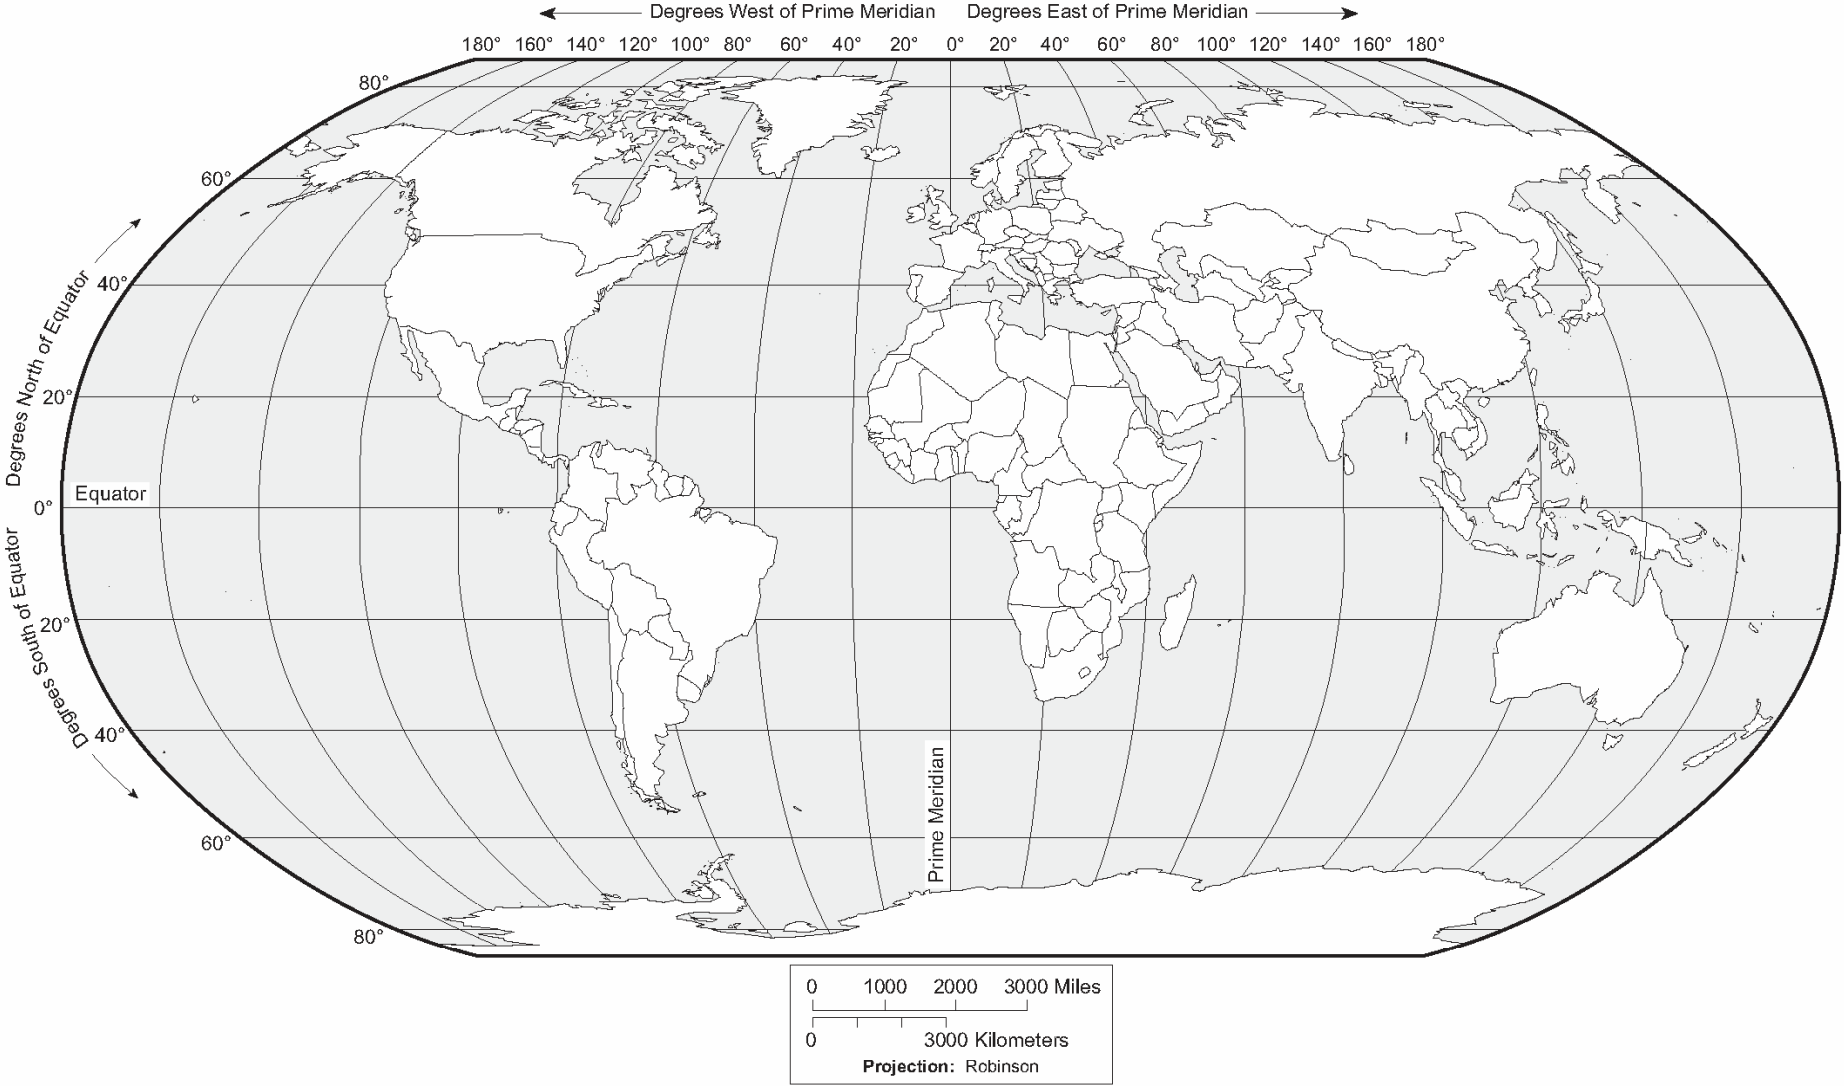 Degrees West of Prime Meridian Degrees East of Prime Meridian
180° 160° 140° 120° 100° 80° 60° 40° 20° 0° 20° 40° 60° 80° 100° 120° 140° 160° 180°
80°
60°
40°
20°
Degrees North of Equator
Equator
0°
Degrees South of Equator
20°
40°
Prime Meridian
60°
80°
0 1000 2000 3000 Miles
0 3000 Kilometers
Projection: Robinson